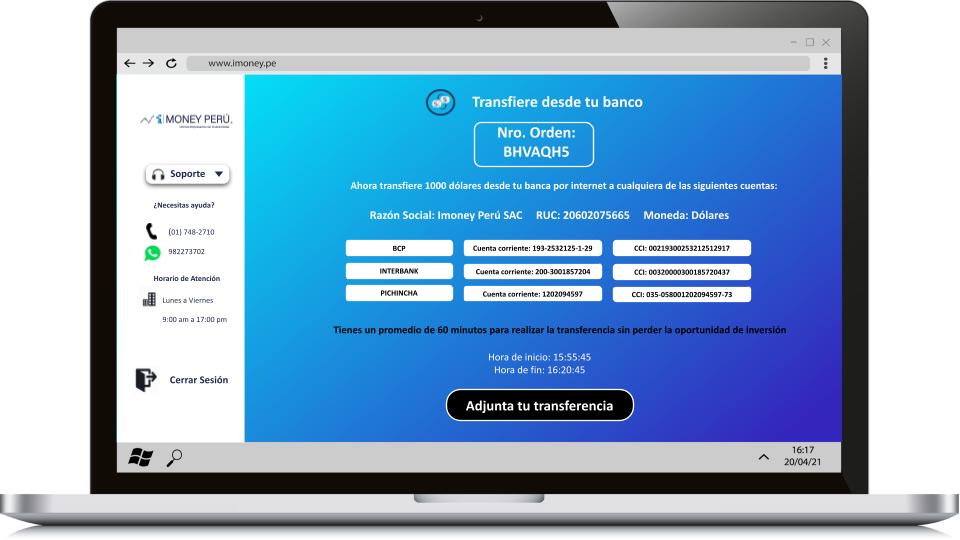 www.imoney.pe
MONEY PERÚ.
Soporte
¿Necesitas ayuda?
(01) 748-2710
982273702
Horario de Atención
Lunes a Viernes
9:00 am a 17:00 pm
Cerrar Sesión
Transfiere desde tu banco
Nro. Orden:
BHVAQH5
Ahora transfiere 1000 dólares desde tu banca por internet a cualquiera de las siguientes cuentas:
Razón Social: Imoney Perú SAC RUC: 20602075665 Moneda: Dólares
BCP Cuenta corriente: 193-2532125-1-29 CCI: 00219300253212512917
INTERBANK Cuenta corriente: 200-3001857204 CCI: 00320000300185720437
PICHINCHA Cuenta corriente: 1202094597 CCI: 035-058001202094597-73
Tienes un promedio de 60 minutos para realizar la transferencia sin perder la oportunidad de inversión
Hora de inicio: 15:55:45
Hora de fin: 16:20:45
Adjunta tu transferencia
16:17
20/04/21